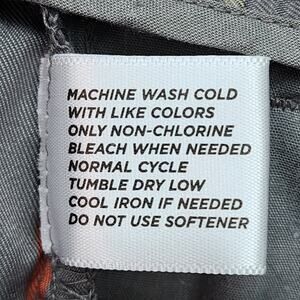 MACHINE WASH COLD
WITH LIKE COLORS
ONLY NON-CHLORINE
BLEACH WHEN NEEDED
NORMAL CYCLE
TUMBLE DRY LOW
COOL IRON IF NEEDED
DO NOT USE SOFTENER